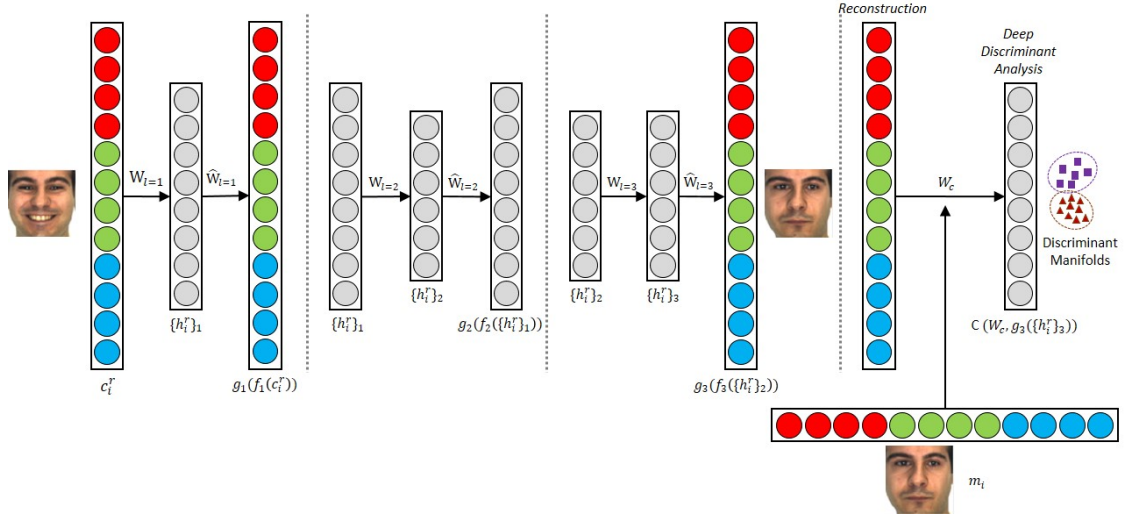 Reconstruction
Deep
Discriminant
Analysis
W_{l=1}
Ŵ_{l=1}
W_{l=2}
Ŵ_{l=2}
W_{l=3}
Ŵ_{l=3}
W_c
Discriminant
Manifolds
{h_i^r}_1
{h_i^r}_1
{h_i^r}_2
g_2(f_2({h_i^r}_1))
{h_i^r}_2
{h_i^r}_3
C (W_c, g_3({h_i^r}_3))
c_i^r
g_1(f_1(c_i^r))
g_3(f_3({h_i^r}_2))
m_i